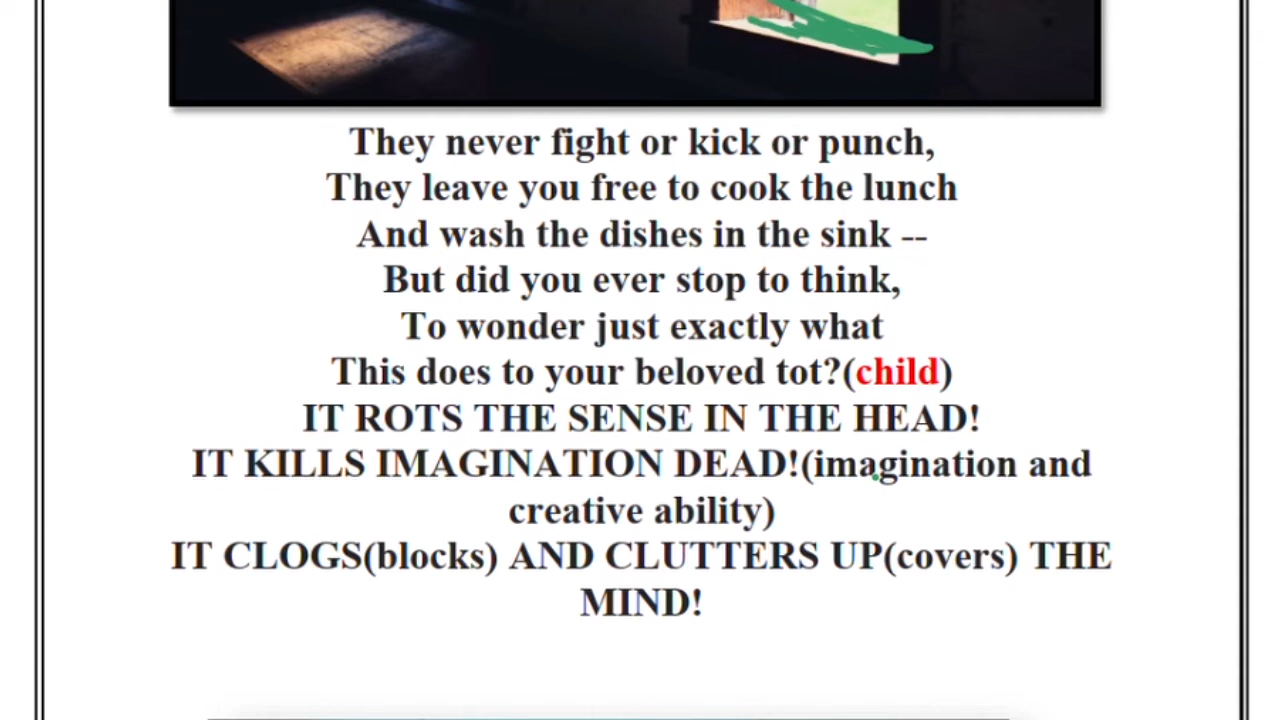 They never fight or kick or punch,
They leave you free to cook the lunch
And wash the dishes in the sink --
But did you ever stop to think,
To wonder just exactly what
This does to your beloved tot?(child)
IT ROTS THE SENSE IN THE HEAD!
IT KILLS IMAGINATION DEAD!(imagination and
creative ability)
IT CLOGS(blocks) AND CLUTTERS UP(covers) THE
MIND!